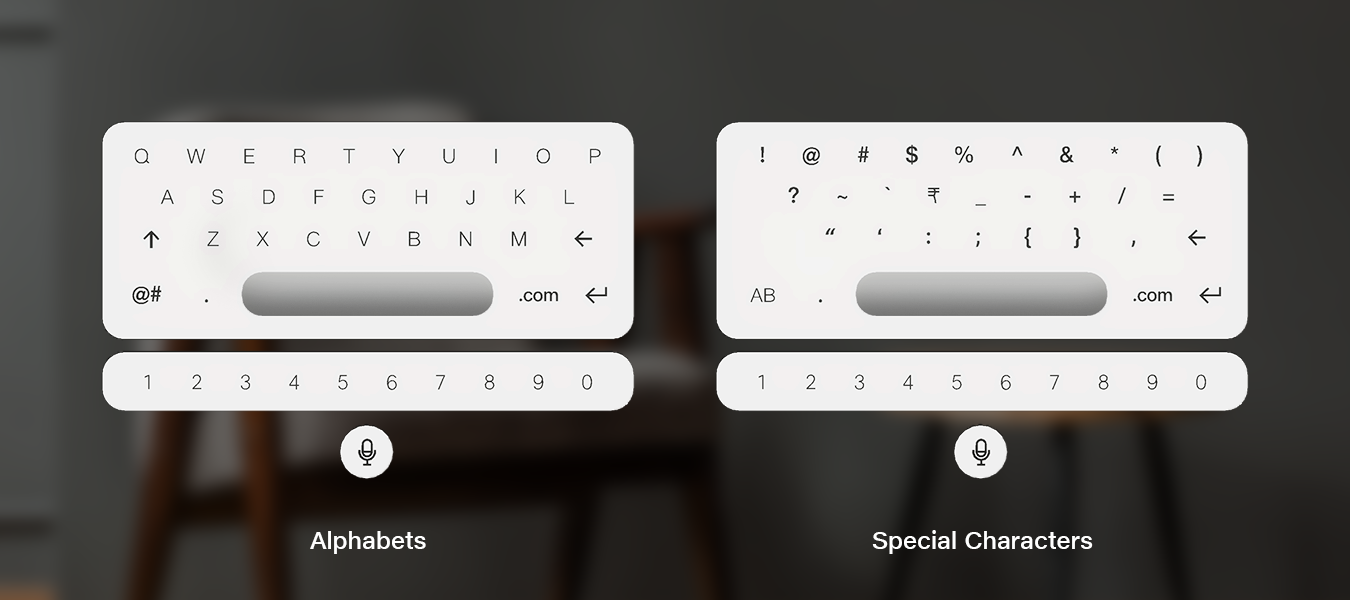 Q W E R T Y U I O P
A S D F G H J K L
↑ Z X C V B N M ←
@# . .com ↵
1 2 3 4 5 6 7 8 9 0
Alphabets
! @ # $ % ^ & * ( )
? ~ ` ₹ _ - + / =
“ ‘ : ; { } , ←
AB . .com ↵
1 2 3 4 5 6 7 8 9 0
Special Characters